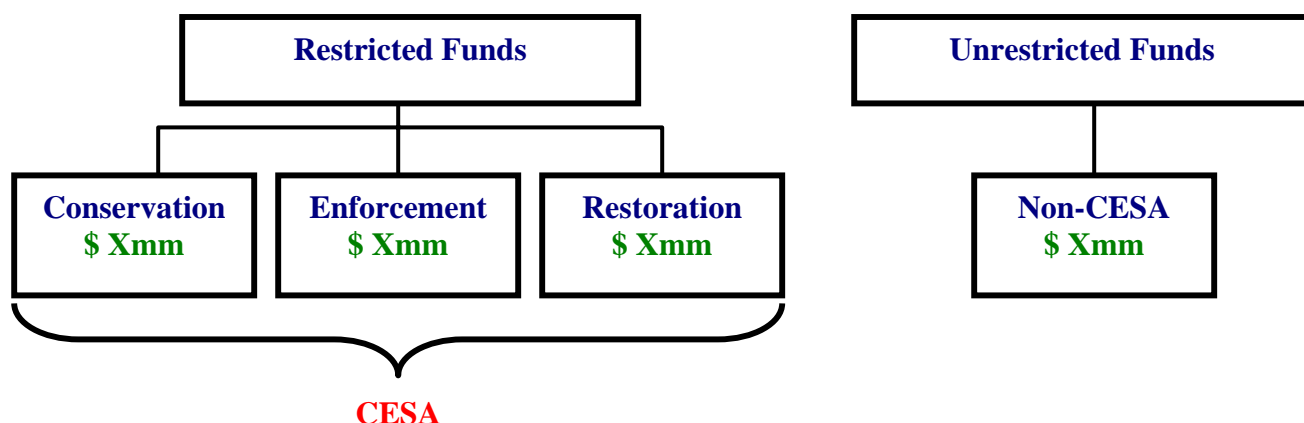 Restricted Funds
Unrestricted Funds
Conservation
$ Xmm
Enforcement
$ Xmm
Restoration
$ Xmm
Non-CESA
$ Xmm
CESA